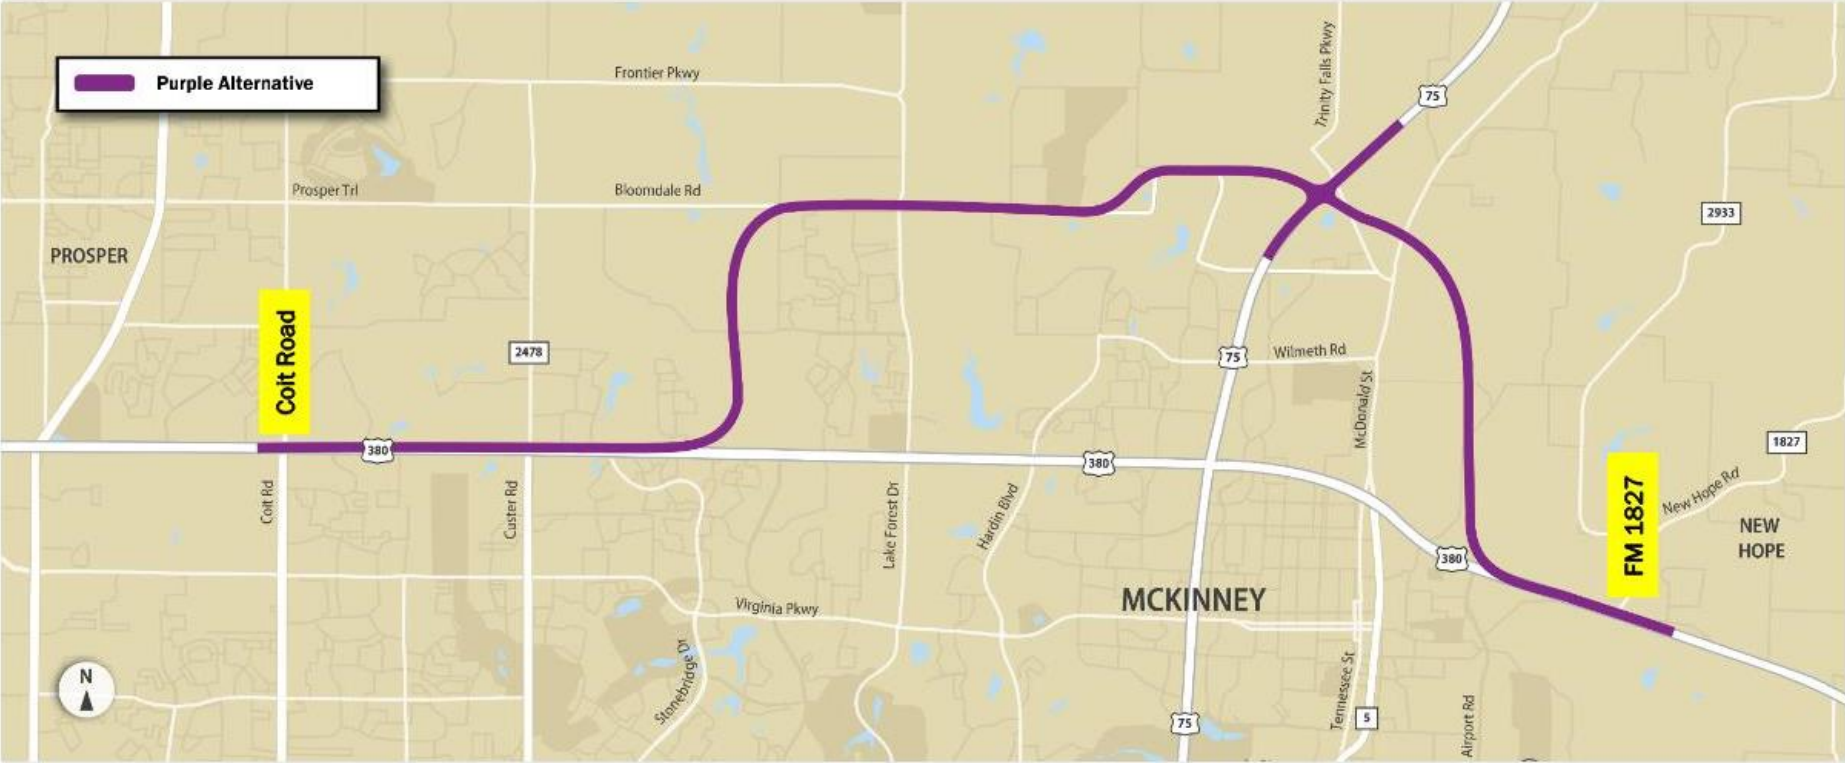 Purple Alternative
Frontier Pkwy
Trinity Falls Pkwy
75
Prosper Trl
Bloomdale Rd
2933
PROSPER
Coit Road
2478
75
Wilmeth Rd
McDonald St
380
380
1827
New Hope Rd
NEW
HOPE
FM 1827
Coit Rd
Custer Rd
Lake Forest Dr
Hardin Blvd
380
MCKINNEY
Virginia Pkwy
Stonebridge Dr
N
75
Tennessee St
5
Airport Rd